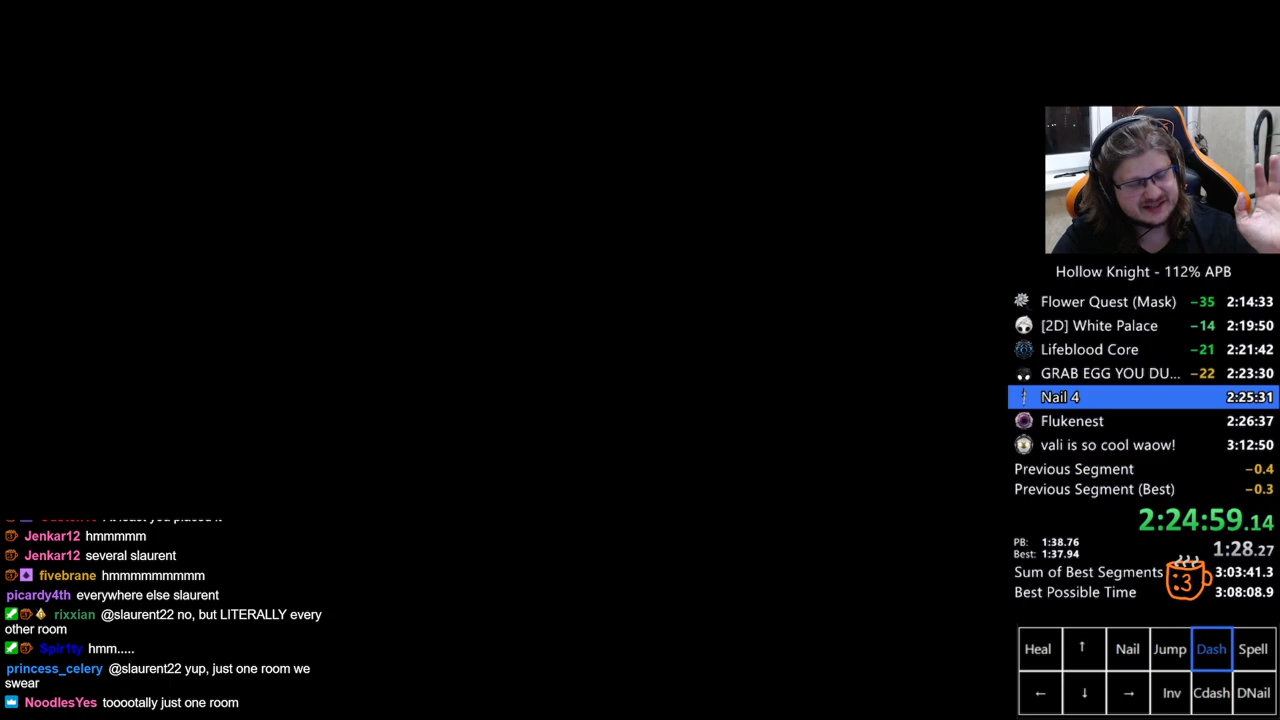 Hollow Knight - 112% APB
Flower Quest (Mask) -35 2:14:33
[2D] White Palace -14 2:19:50
Lifeblood Core -21 2:21:42
GRAB EGG YOU DU... -22 2:23:30
Nail 4 2:25:31
Flukenest 2:26:37
vali is so cool waow! 3:12:50
Previous Segment -0.4
Previous Segment (Best) -0.3
2:24:59.14
PB: 1:38.76
Best: 1:37.94
1:28.27
Sum of Best Segments 3:03:41.3
Best Possible Time 3:08:08.9
Heal ↑ Nail Jump Dash Spell
← ↓ → Inv Cdash DNail
Jenkar12 hmmmmm
Jenkar12 several slaurent
fivebrane hmmmmmmmmmm
picardy4th everywhere else slaurent
rixxian @slaurent22 no, but LITERALLY every
other room
Spir1ty hmm.....
princess_celery @slaurent22 yup, just one room we
swear
NoodlesYes tooootally just one room